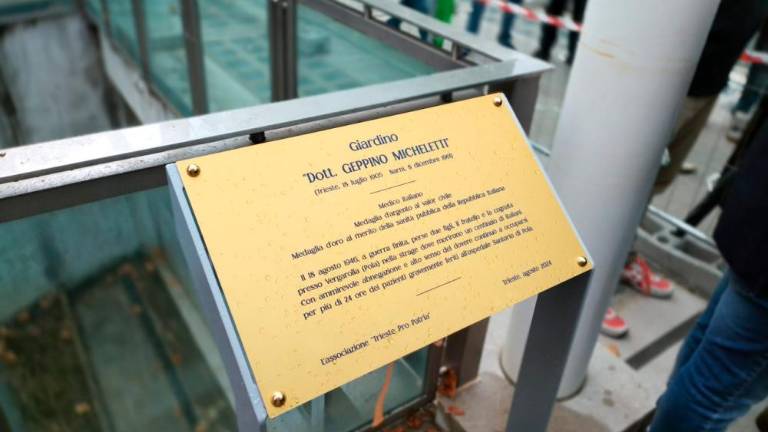 Giardino
"Dott. GEPPINO MICHELETTI"
(Trieste, 18 luglio 1905 Narni, 8 dicembre 1961)
Medico Italiano
Medaglia d'argento al valor civile
Medaglia d'oro al merito della sanità pubblica della Repubblica Italiana
Il 18 agosto 1946, a guerra finita, perse due figli, il fratello e la cognata
presso Vergarolla (Pola) nella strage dove morirono un centinaio di Italiani.
Con ammirevole abnegazione e alto senso del dovere continuò a occuparsi
per più di 24 ore dei pazienti gravemente feriti all'ospedale Santorio di Pola.
Trieste, agosto 2024
L'associazione "Trieste Pro Patria"